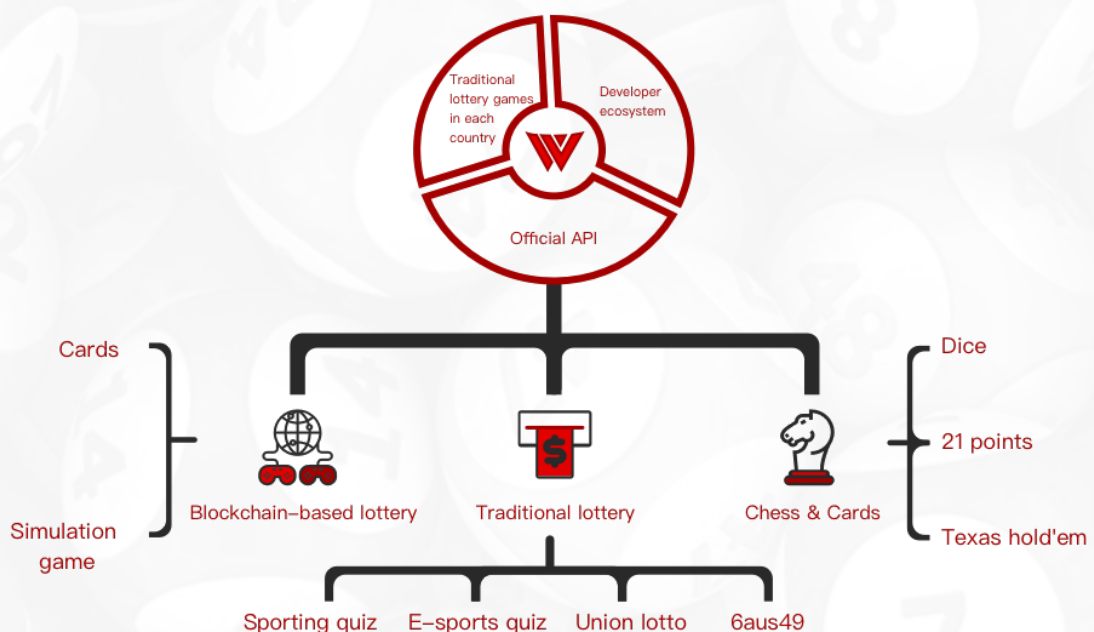 Traditional
lottery games
in each
country
Developer
ecosystem
Official API
Cards
Simulation
game
Blockchain-based lottery
Traditional lottery
Chess & Cards
Dice
21 points
Texas hold'em
Sporting quiz
E-sports quiz
Union lotto
6aus49